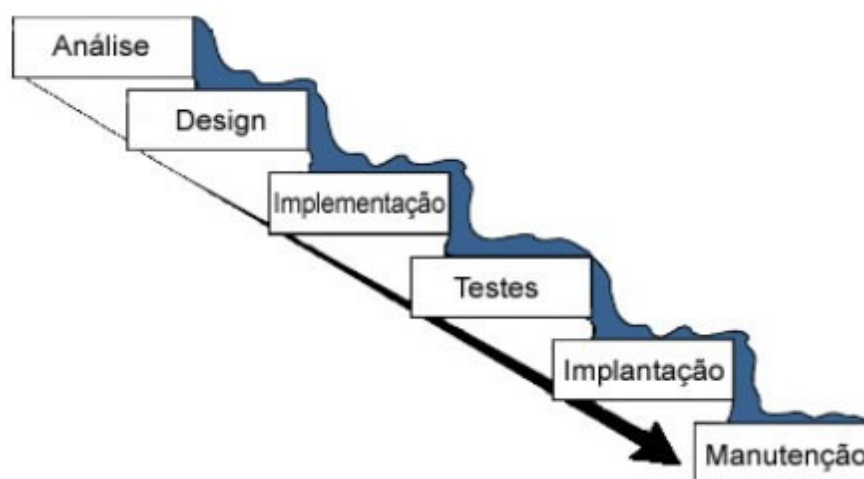 Análise
Design
Implementação
Testes
Implantação
Manutenção